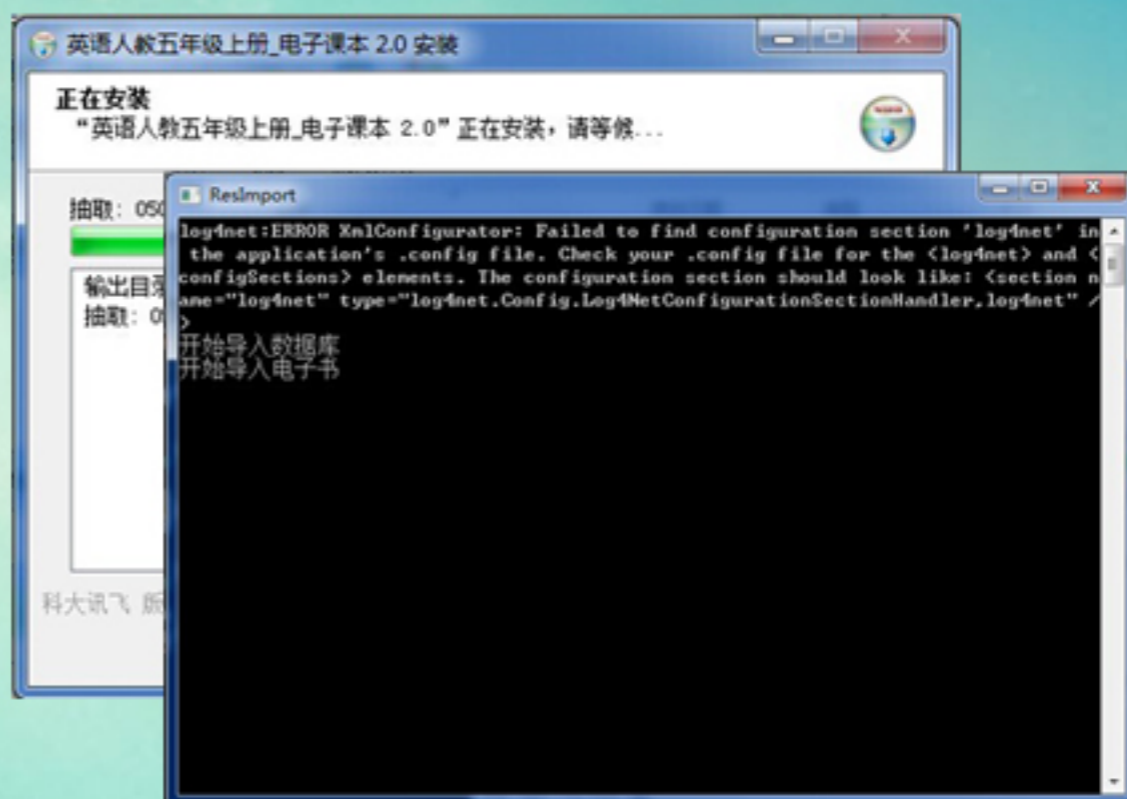 英语人教五年级上册_电子课本 2.0 安装
正在安装
“英语人教五年级上册_电子课本 2.0”正在安装，请等候...
抽取: 050
输出目录
抽取: 0
科大讯飞 版
ResImport
log4net:ERROR XmlConfigurator: Failed to find configuration section 'log4net' in
the application's .config file. Check your .config file for the <log4net> and <
configSections> elements. The configuration section should look like: <section n
ame="log4net" type="log4net.Config.Log4NetConfigurationSectionHandler,log4net" /
>
开始导入数据库
开始导入电子书